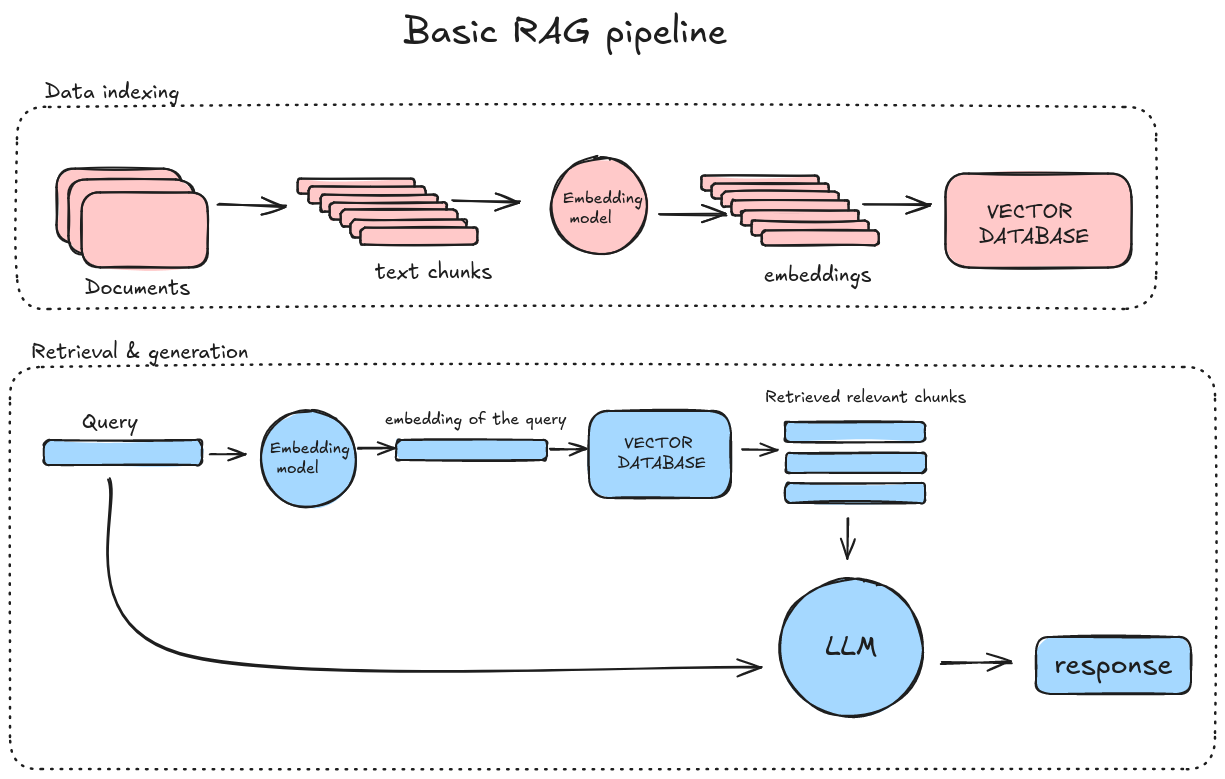 Basic RAG pipeline
Data indexing
Documents
text chunks
Embedding
model
embeddings
VECTOR
DATABASE
Retrieval & generation
Query
Embedding
model
embedding of the query
VECTOR
DATABASE
Retrieved relevant chunks
LLM
response